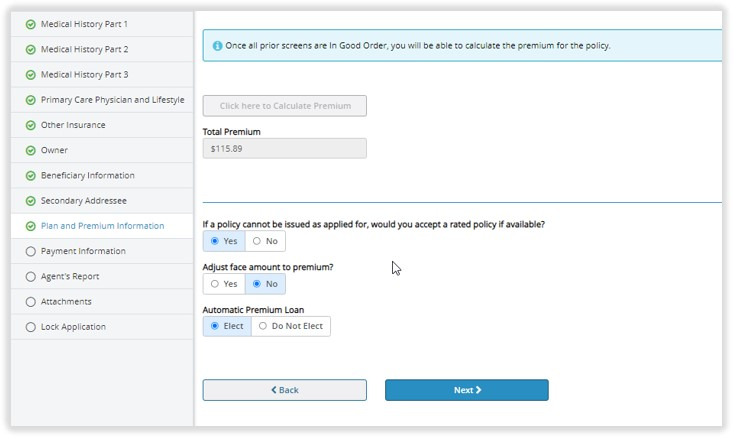 Medical History Part 1
Medical History Part 2
Medical History Part 3
Primary Care Physician and Lifestyle
Other Insurance
Owner
Beneficiary Information
Secondary Addressee
Plan and Premium Information
Payment Information
Agent's Report
Attachments
Lock Application
Once all prior screens are In Good Order, you will be able to calculate the premium for the policy.
Click here to Calculate Premium
Total Premium
$115.89
If a policy cannot be issued as applied for, would you accept a rated policy if available?
Yes No
Adjust face amount to premium?
Yes No
Automatic Premium Loan
Elect Do Not Elect
Back Next